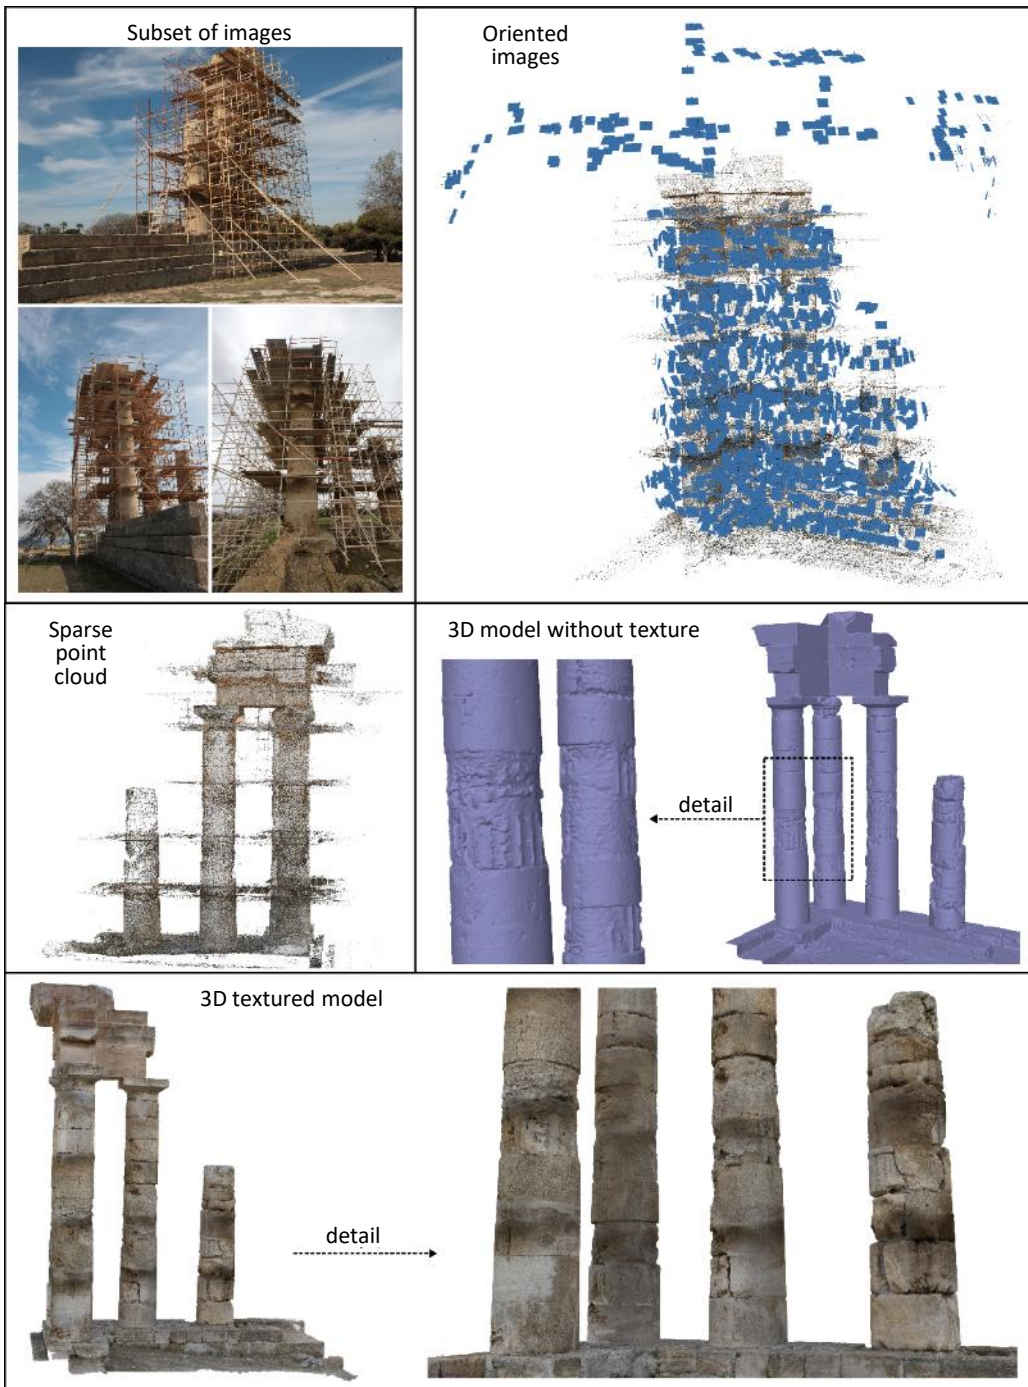 Subset of images
Oriented
images
Sparse
point
cloud
3D model without texture
detail
3D textured model
detail